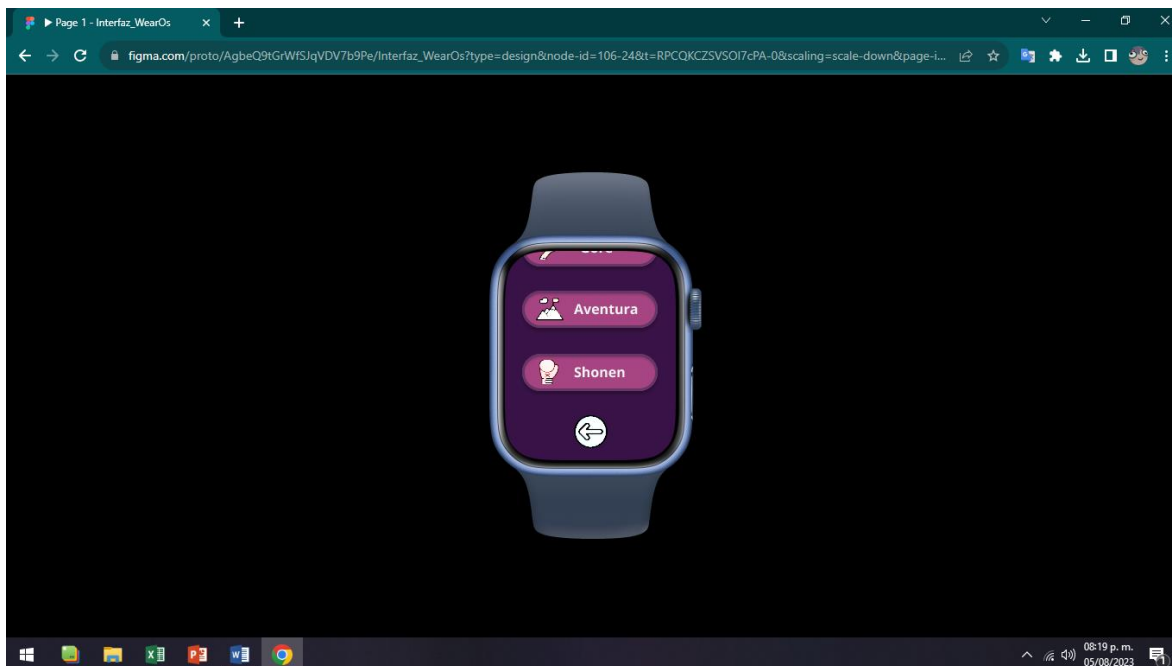 ▶ Page 1 - Interfaz_WearOs
figma.com/proto/AgbeQ9tGrWfSJqVDV7b9Pe/Interfaz_WearOs?type=design&node-id=106-24&t=RPCQKCZSVSOI7cPA-0&scaling=scale-down&page-i...
Aventura
Shonen
08:19 p. m.
05/08/2023